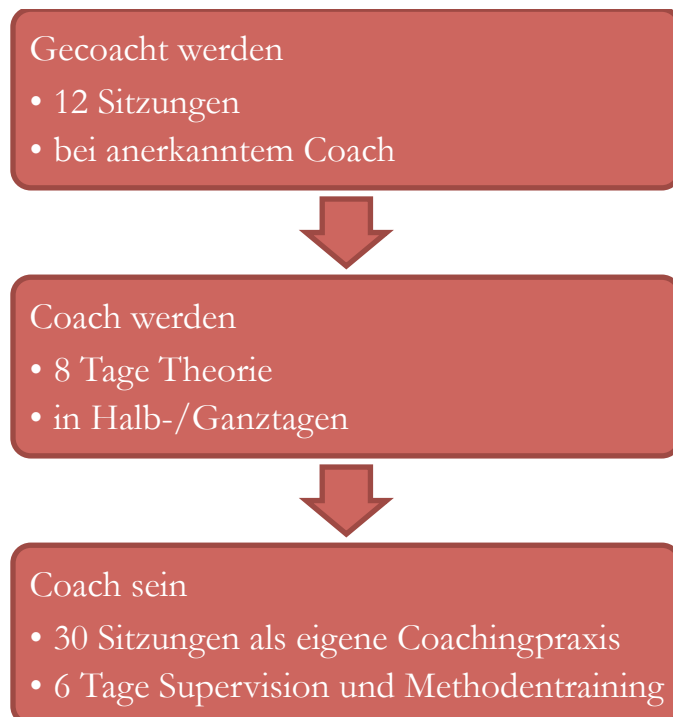 Gecoacht werden
• 12 Sitzungen
• bei anerkanntem Coach
Coach werden
• 8 Tage Theorie
• in Halb-/Ganztagen
Coach sein
• 30 Sitzungen als eigene Coachingpraxis
• 6 Tage Supervision und Methodentraining